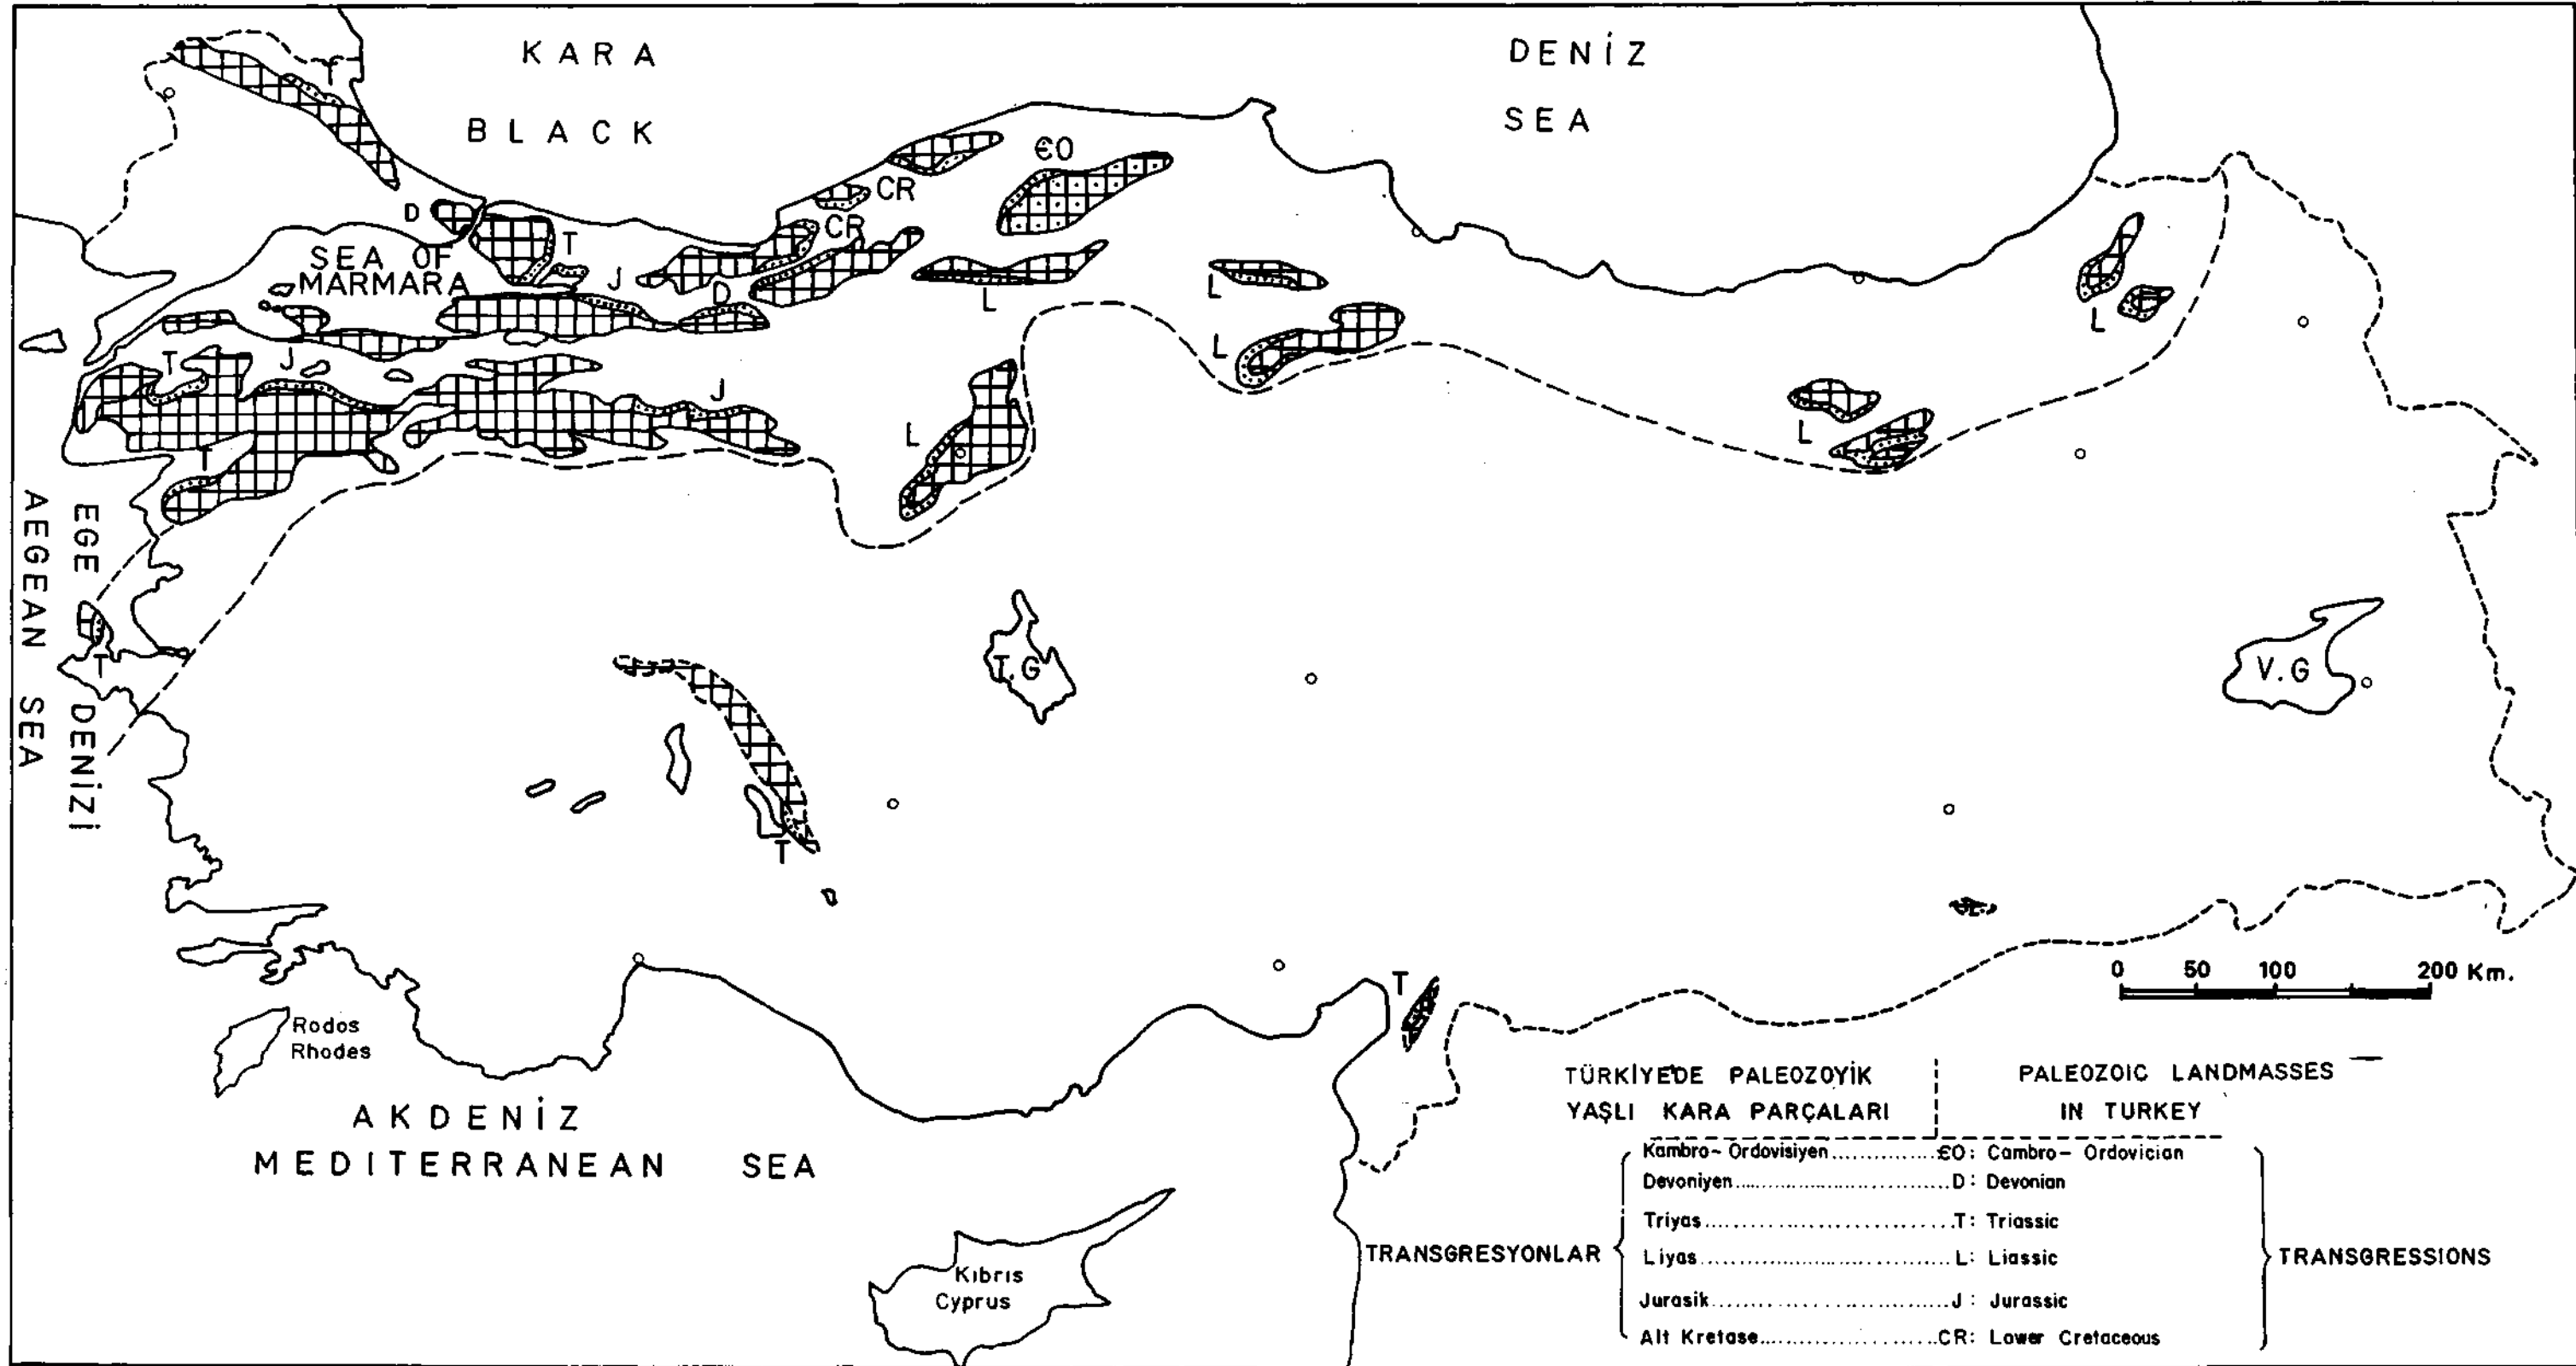 KARA
DENİZ
BLACK
SEA
T
ЄO
CR
D
CR
T
SEA OF
MARMARA
J
D
L
L
L
L
T
J
J
L
L
T
EGE DENİZİ
AEGEAN SEA
T
T.G
V.G
T
T
0 50 100 200 Km.
Rodos
Rhodes
AKDENİZ
MEDITERRANEAN SEA
Kıbrıs
Cyprus
TÜRKİYEDE PALEOZOYİK
YAŞLI KARA PARÇALARI
PALEOZOIC LANDMASSES
IN TURKEY
TRANSGRESYONLAR
Kambro-Ordovisiyen..............ЄO: Cambro-Ordovician
Devoniyen..............................D: Devonian
Triyas..................................T: Triassic
Liyas...................................L: Liassic
Jurasik.................................J: Jurassic
Alt Kretase...........................CR: Lower Cretaceous
TRANSGRESSIONS